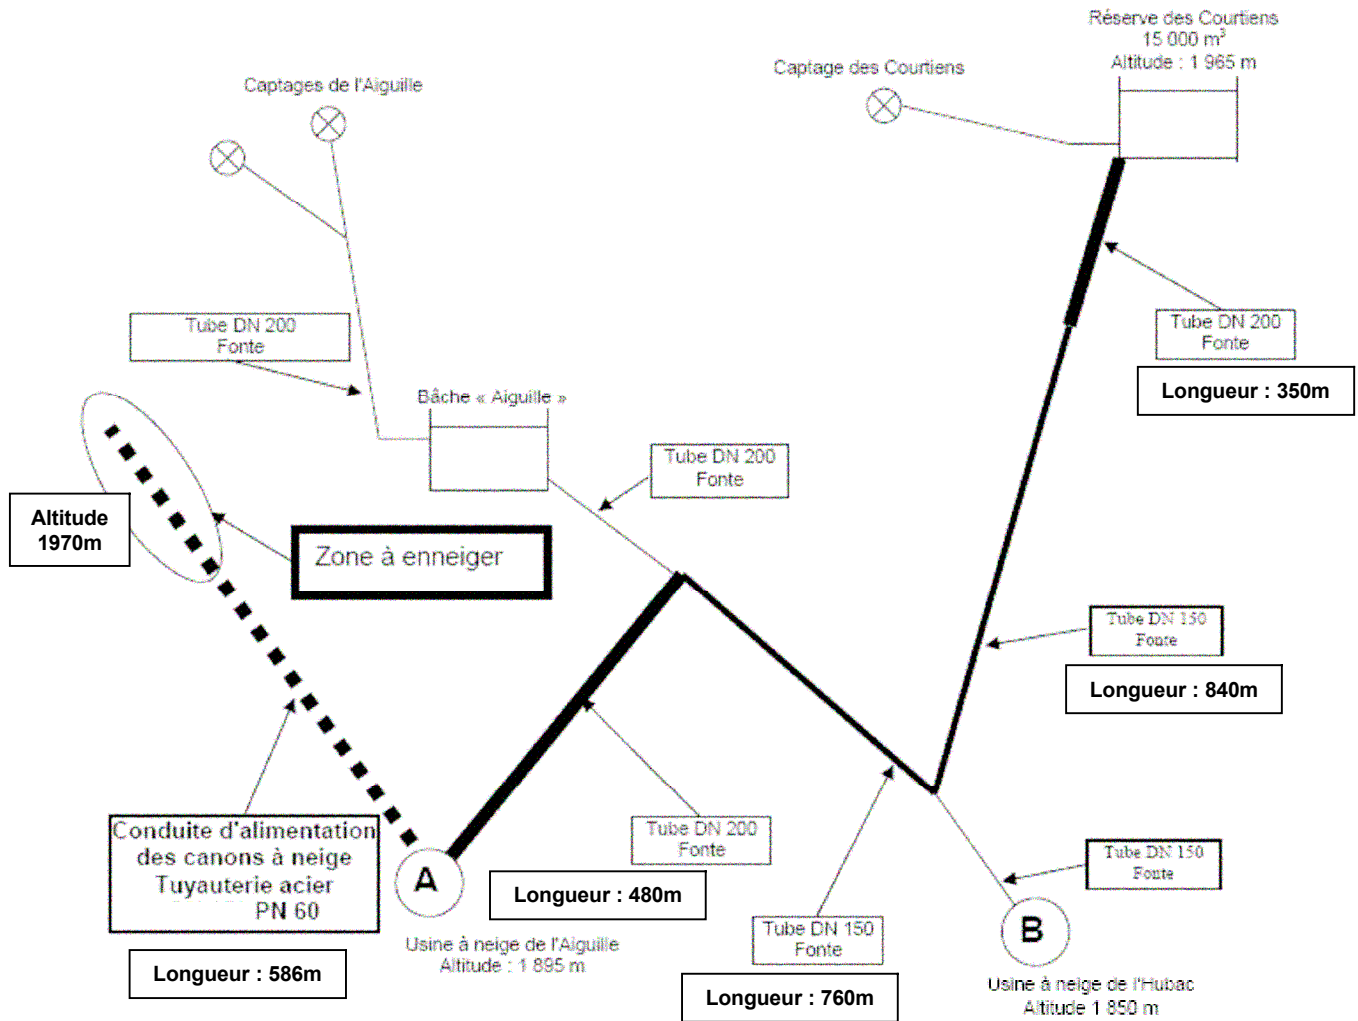 Réserve des Courtiens
15 000 m³
Altitude : 1 965 m
Captage des Courtiens
Captages de l'Aiguille
Tube DN 200
Fonte
Tube DN 200
Fonte
Longueur : 350m
Bâche « Aiguille »
Tube DN 200
Fonte
Altitude
1970m
Zone à enneiger
Tube DN 150
Fonte
Longueur : 840m
Conduite d'alimentation
des canons à neige
Tuyauterie acier
PN 60
Longueur : 586m
A
Usine à neige de l'Aiguille
Altitude : 1 895 m
Tube DN 200
Fonte
Longueur : 480m
Tube DN 150
Fonte
Longueur : 760m
Tube DN 150
Fonte
B
Usine à neige de l'Hubac
Altitude 1 850 m